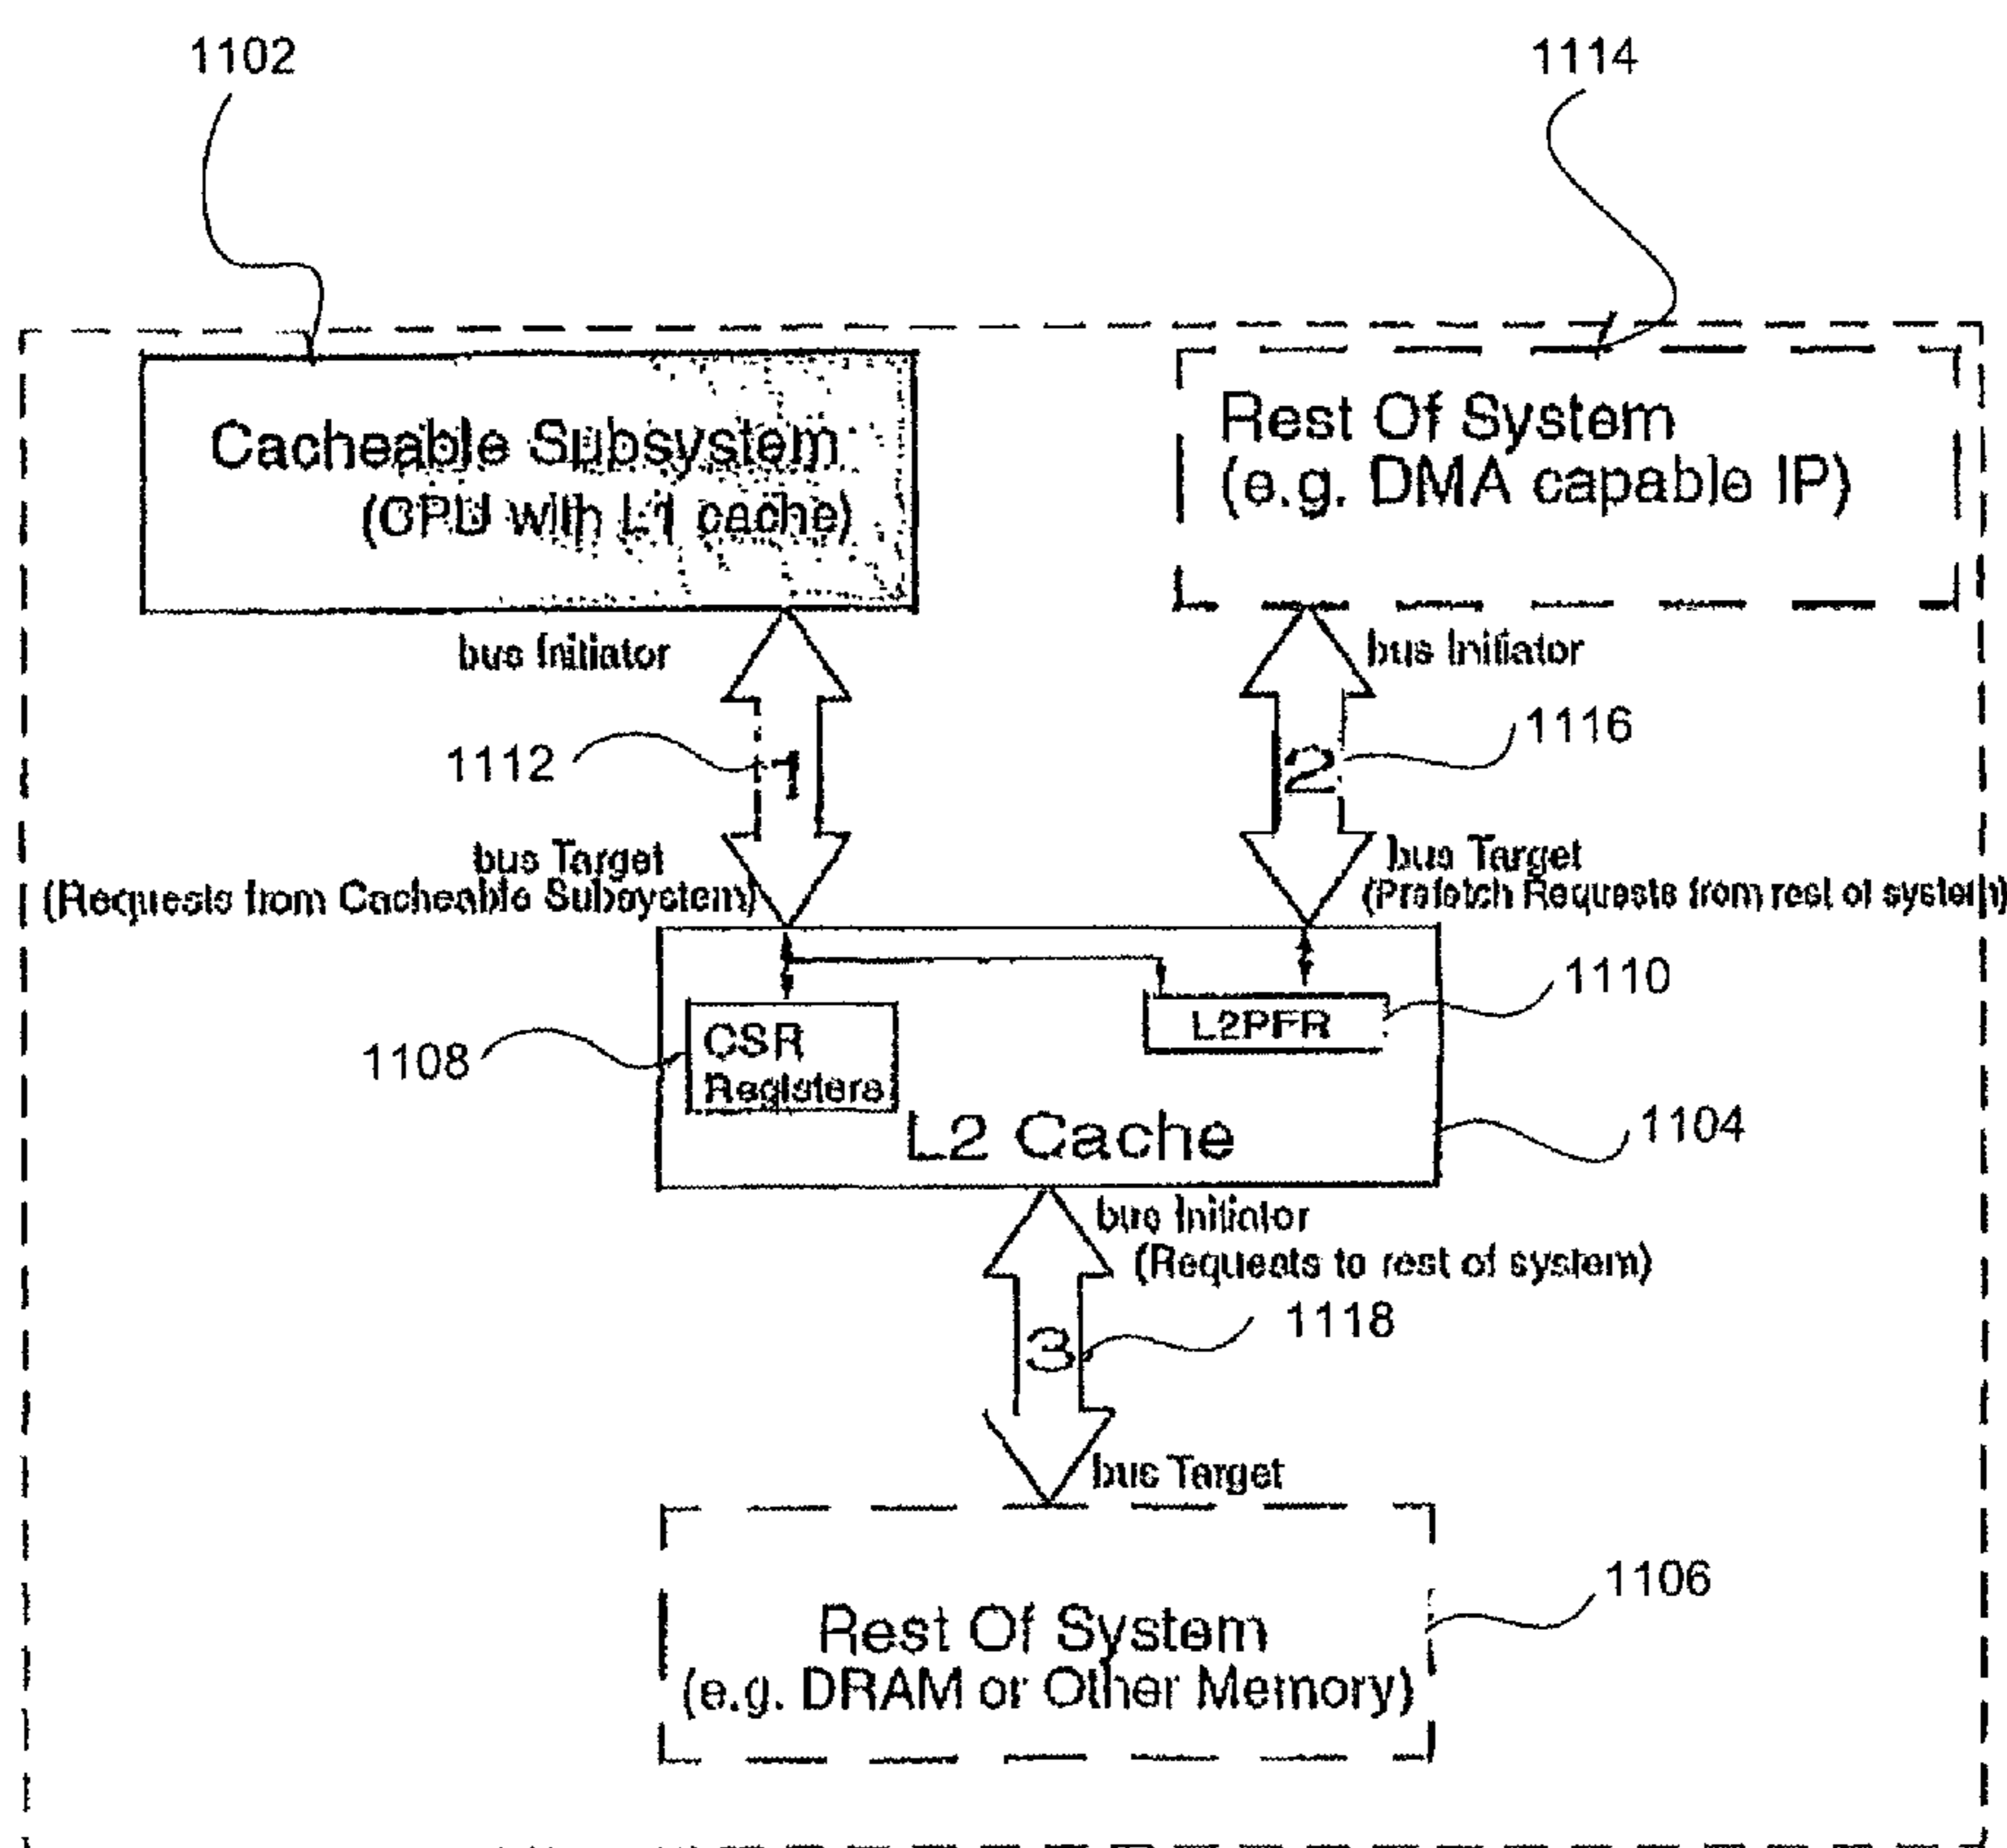 1102
1114
Cacheable Subsystem
(CPU with L1 cache)
Rest Of System
(e.g. DMA capable IP)
bus Initiator
bus Initiator
1112
1
2
1116
bus Target
(Requests from Cacheable Subsystem)
bus Target
(Prefetch Requests from rest of system)
1108
CSR
Registers
L2PFR
1110
L2 Cache
1104
bus Initiator
(Requests to rest of system)
3
1118
bus Target
Rest Of System
(e.g. DRAM or Other Memory)
1106